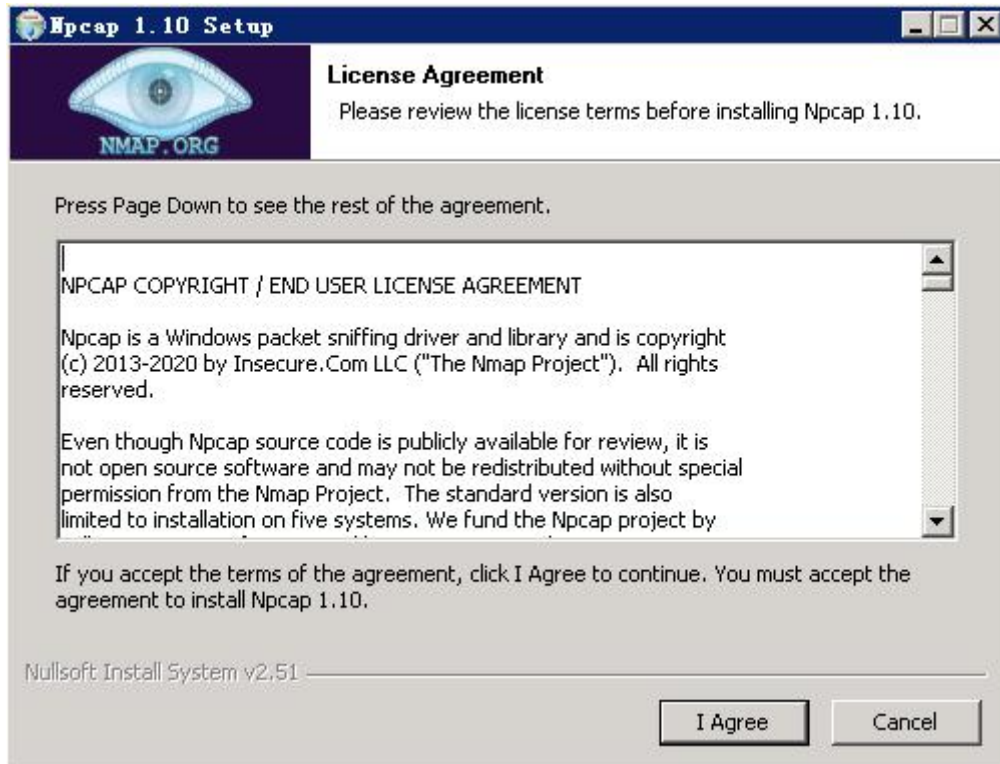 Npcap 1.10 Setup
NMAP.ORG
License Agreement
Please review the license terms before installing Npcap 1.10.
Press Page Down to see the rest of the agreement.
NPCAP COPYRIGHT / END USER LICENSE AGREEMENT
Npcap is a Windows packet sniffing driver and library and is copyright
(c) 2013-2020 by Insecure.Com LLC ("The Nmap Project").  All rights
reserved.
Even though Npcap source code is publicly available for review, it is
not open source software and may not be redistributed without special
permission from the Nmap Project.  The standard version is also
limited to installation on five systems. We fund the Npcap project by
If you accept the terms of the agreement, click I Agree to continue. You must accept the
agreement to install Npcap 1.10.
Nullsoft Install System v2.51
I Agree
Cancel